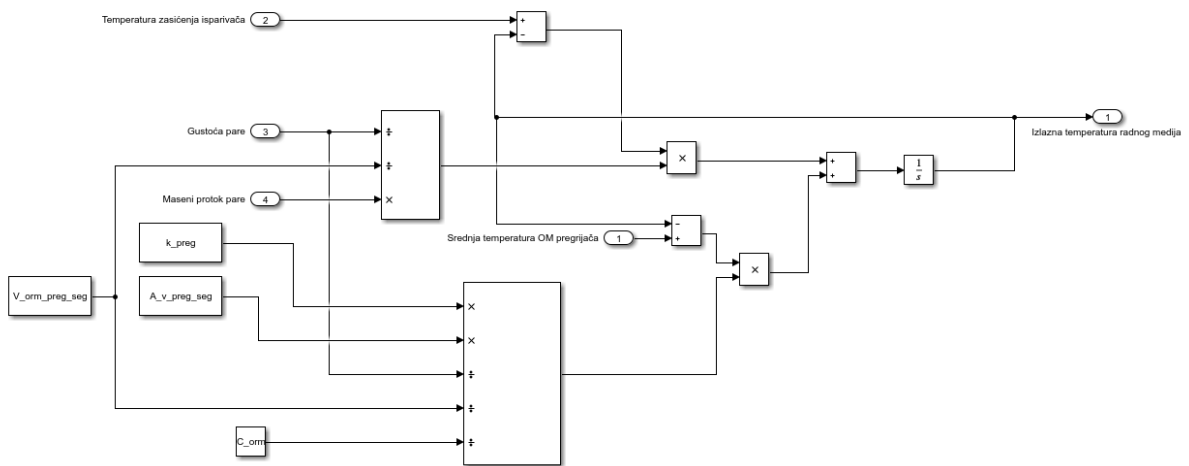 Temperatura zasićenja isparivača
2
+
−
Gustoća pare
3
÷
÷
Maseni protok pare
4
×
×
1
Izlazna temperatura radnog medija
+
+
1
s
k_preg
Srednja temperatura OM pregrijača
1
−
+
×
V_orm_preg_seg
A_v_preg_seg
×
×
÷
÷
C_orm
÷